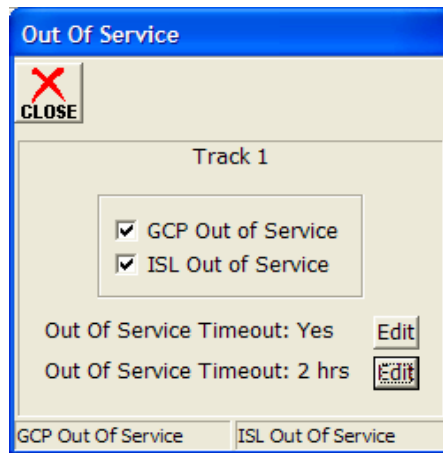 Out Of Service
CLOSE
Track 1
GCP Out of Service
ISL Out of Service
Out Of Service Timeout: Yes Edit
Out Of Service Timeout: 2 hrs Edit
GCP Out Of Service ISL Out Of Service